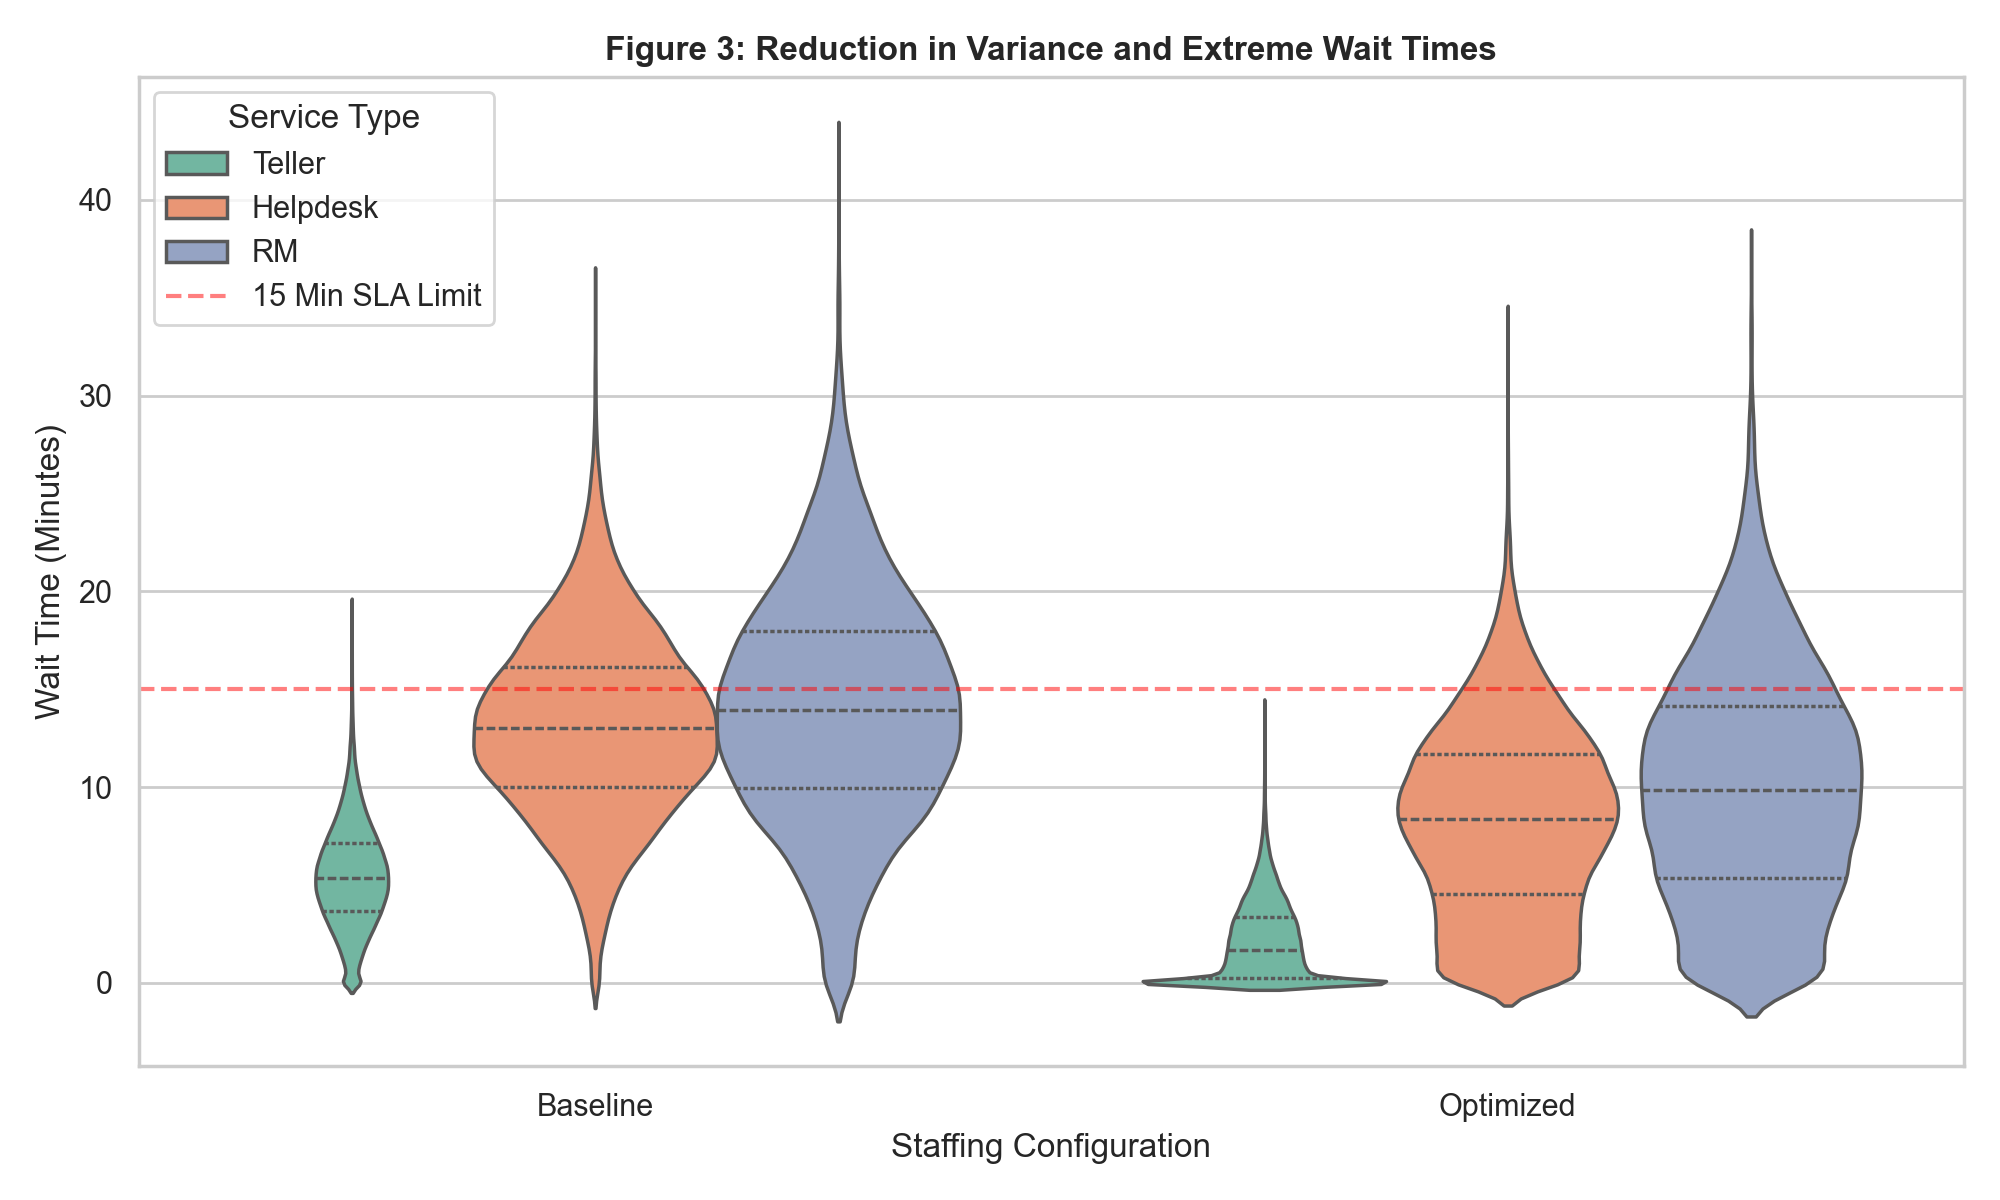 Figure 3: Reduction in Variance and Extreme Wait Times
Service Type
Teller
Helpdesk
RM
15 Min SLA Limit
Wait Time (Minutes)
40
30
20
10
0
Baseline
Optimized
Staffing Configuration